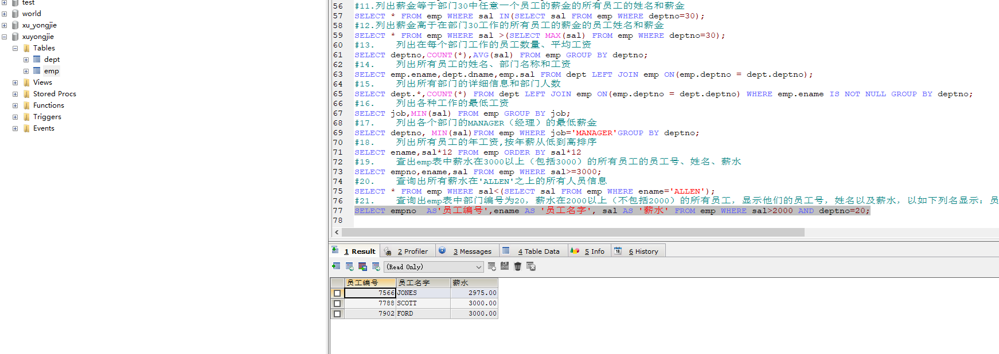 test
world
xu_yongjie
xuyongjie
Tables
dept
emp
Views
Stored Procs
Functions
Triggers
Events
56 #11.列出薪金等于部门30中任意一个员工的薪金的所有员工的姓名和薪金
57 SELECT * FROM emp WHERE sal IN(SELECT sal FROM emp WHERE deptno=30);
58 #12.列出薪金高于在部门30工作的所有员工的薪金的员工姓名和薪金
59 SELECT * FROM emp WHERE sal >(SELECT MAX(sal) FROM emp WHERE deptno=30);
60 #13. 列出在每个部门工作的员工数量、平均工资
61 SELECT deptno,COUNT(*),AVG(sal) FROM emp GROUP BY deptno;
62 #14. 列出所有员工的姓名、部门名称和工资
63 SELECT emp.ename,dept.dname,emp.sal FROM dept LEFT JOIN emp ON(emp.deptno = dept.deptno);
64 #15. 列出所有部门的详细信息和部门人数
65 SELECT dept.*,COUNT(*) FROM dept LEFT JOIN emp ON(emp.deptno = dept.deptno) WHERE emp.ename IS NOT NULL GROUP BY deptno;
66 #16. 列出各种工作的最低工资
67 SELECT job,MIN(sal) FROM emp GROUP BY job;
68 #17. 列出各个部门的MANAGER（经理）的最低薪金
69 SELECT deptno, MIN(sal)FROM emp WHERE job='MANAGER'GROUP BY deptno;
70 #18. 列出所有员工的年工资,按年薪从低到高排序
71 SELECT ename,sal*12 FROM emp ORDER BY sal*12
72 #19. 查出emp表中薪水在3000以上（包括3000）的所有员工的员工号、姓名、薪水
73 SELECT empno,ename,sal FROM emp WHERE sal>=3000;
74 #20. 查询出所有薪水在'ALLEN'之上的所有人员信息
75 SELECT * FROM emp WHERE sal<(SELECT sal FROM emp WHERE ename='ALLEN');
76 #21. 查询出emp表中部门编号为20，薪水在2000以上（不包括2000）的所有员工，显示他们的员工号，姓名以及薪水，以如下列名显示：员
77 SELECT empno  AS'员工编号',ename AS '员工名字', sal AS '薪水' FROM emp WHERE sal>2000 AND deptno=20;
78
1 Result 2 Profiler 3 Messages 4 Table Data 5 Info 6 History
(Read Only)
员工编号 员工名字 薪水
7566 JONES 2975.00
7788 SCOTT 3000.00
7902 FORD 3000.00